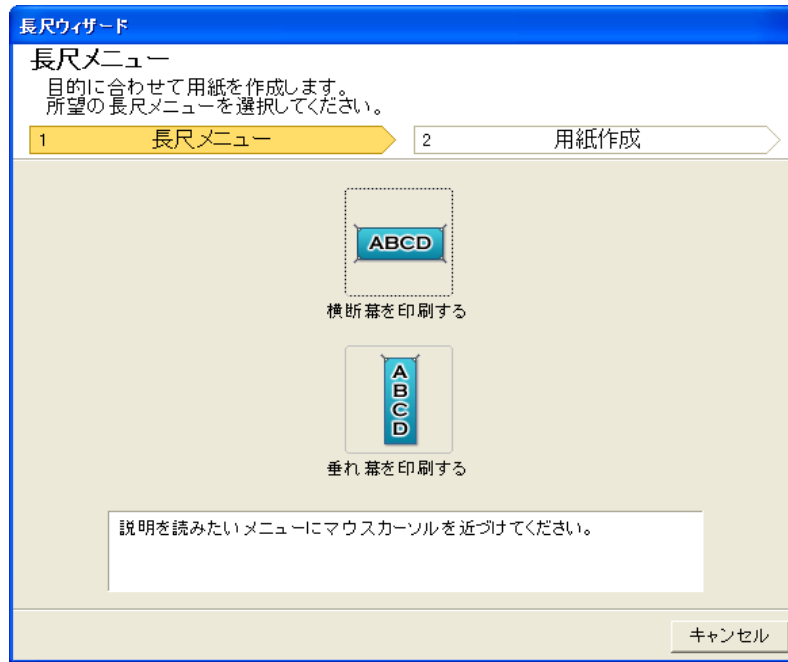 長尺ウィザード
長尺メニュー
目的に合わせて用紙を作成します。
所望の長尺メニューを選択してください。
1 長尺メニュー 2 用紙作成
ABCD
横断幕を印刷する
A
B
C
D
垂れ幕を印刷する
説明を読みたいメニューにマウスカーソルを近づけてください。
キャンセル